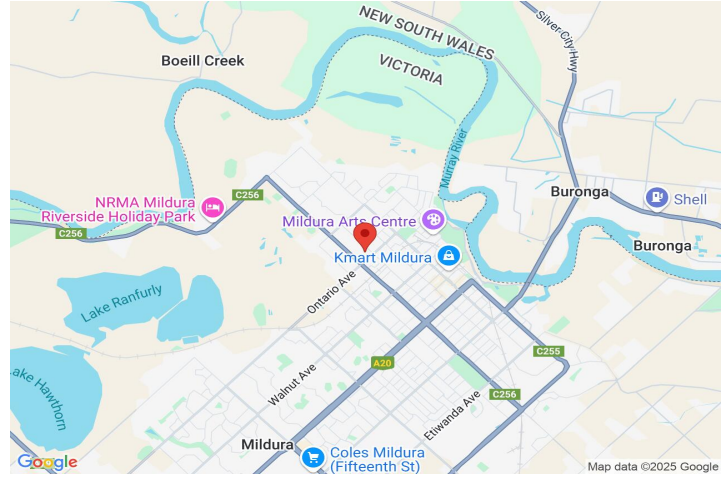 NEW SOUTH WALES
Silver City Hwy
Boeill Creek
VICTORIA
Murray River
C256
NRMA Mildura
Riverside Holiday Park
C256
Buronga
Shell
Mildura Arts Centre
Buronga
Kmart Mildura
Ontario Ave
Lake Ranfurly
C255
A20
Walnut Ave
Lake Hawthorn
C256
Etiwanda Ave
Mildura
Coles Mildura
(Fifteenth St)
Google
Map data ©2025 Google